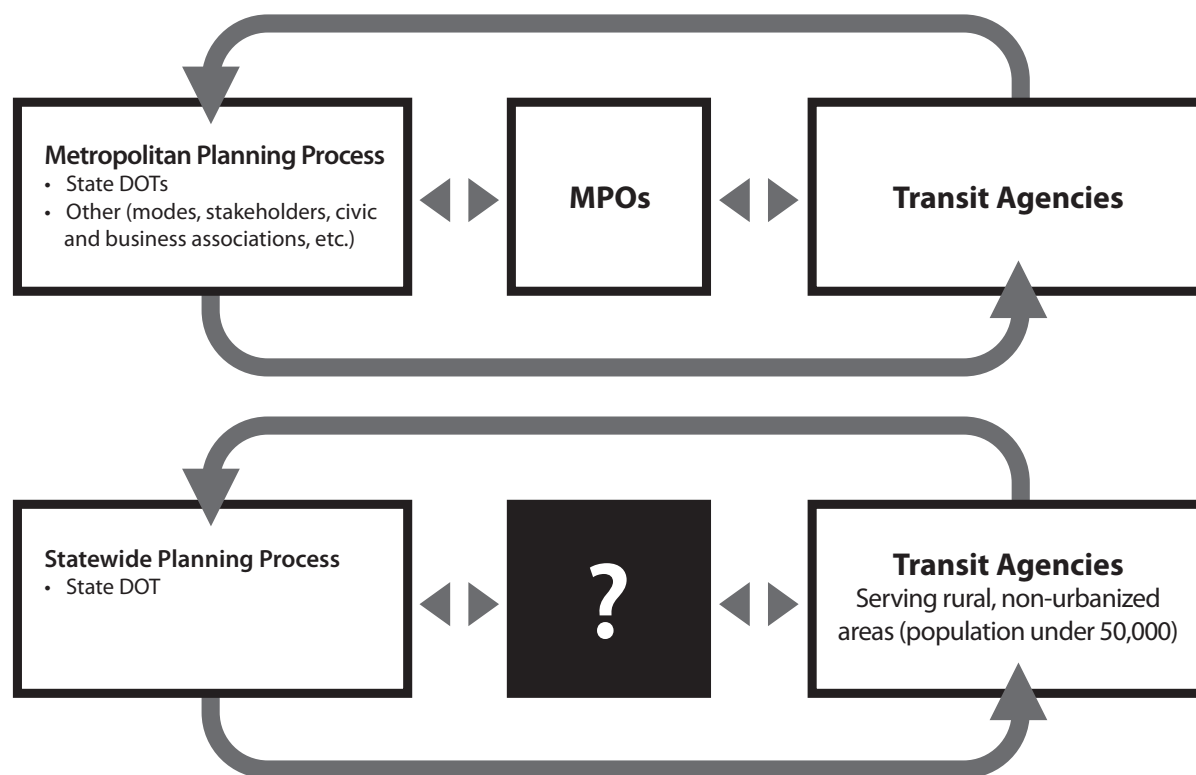 Metropolitan Planning Process
• State DOTs
• Other (modes, stakeholders, civic
and business associations, etc.)
MPOs
Transit Agencies
Statewide Planning Process
• State DOT
?
Transit Agencies
Serving rural, non-urbanized
areas (population under 50,000)